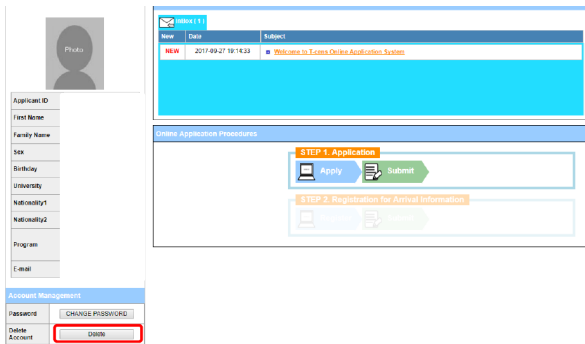 Photo
Applicant ID
First Name
Family Name
Sex
Birthday
University
Nationality1
Nationality2
Program
E-mail
Account Management
Password CHANGE PASSWORD
Delete Account Delete
Inbox ( 1 )
New Date Subject
NEW 2017-09-27 19:14:33 Welcome to T-cens Online Application System
Online Application Procedures
STEP 1. Application
Apply Submit
STEP 2. Registration for Arrival Information